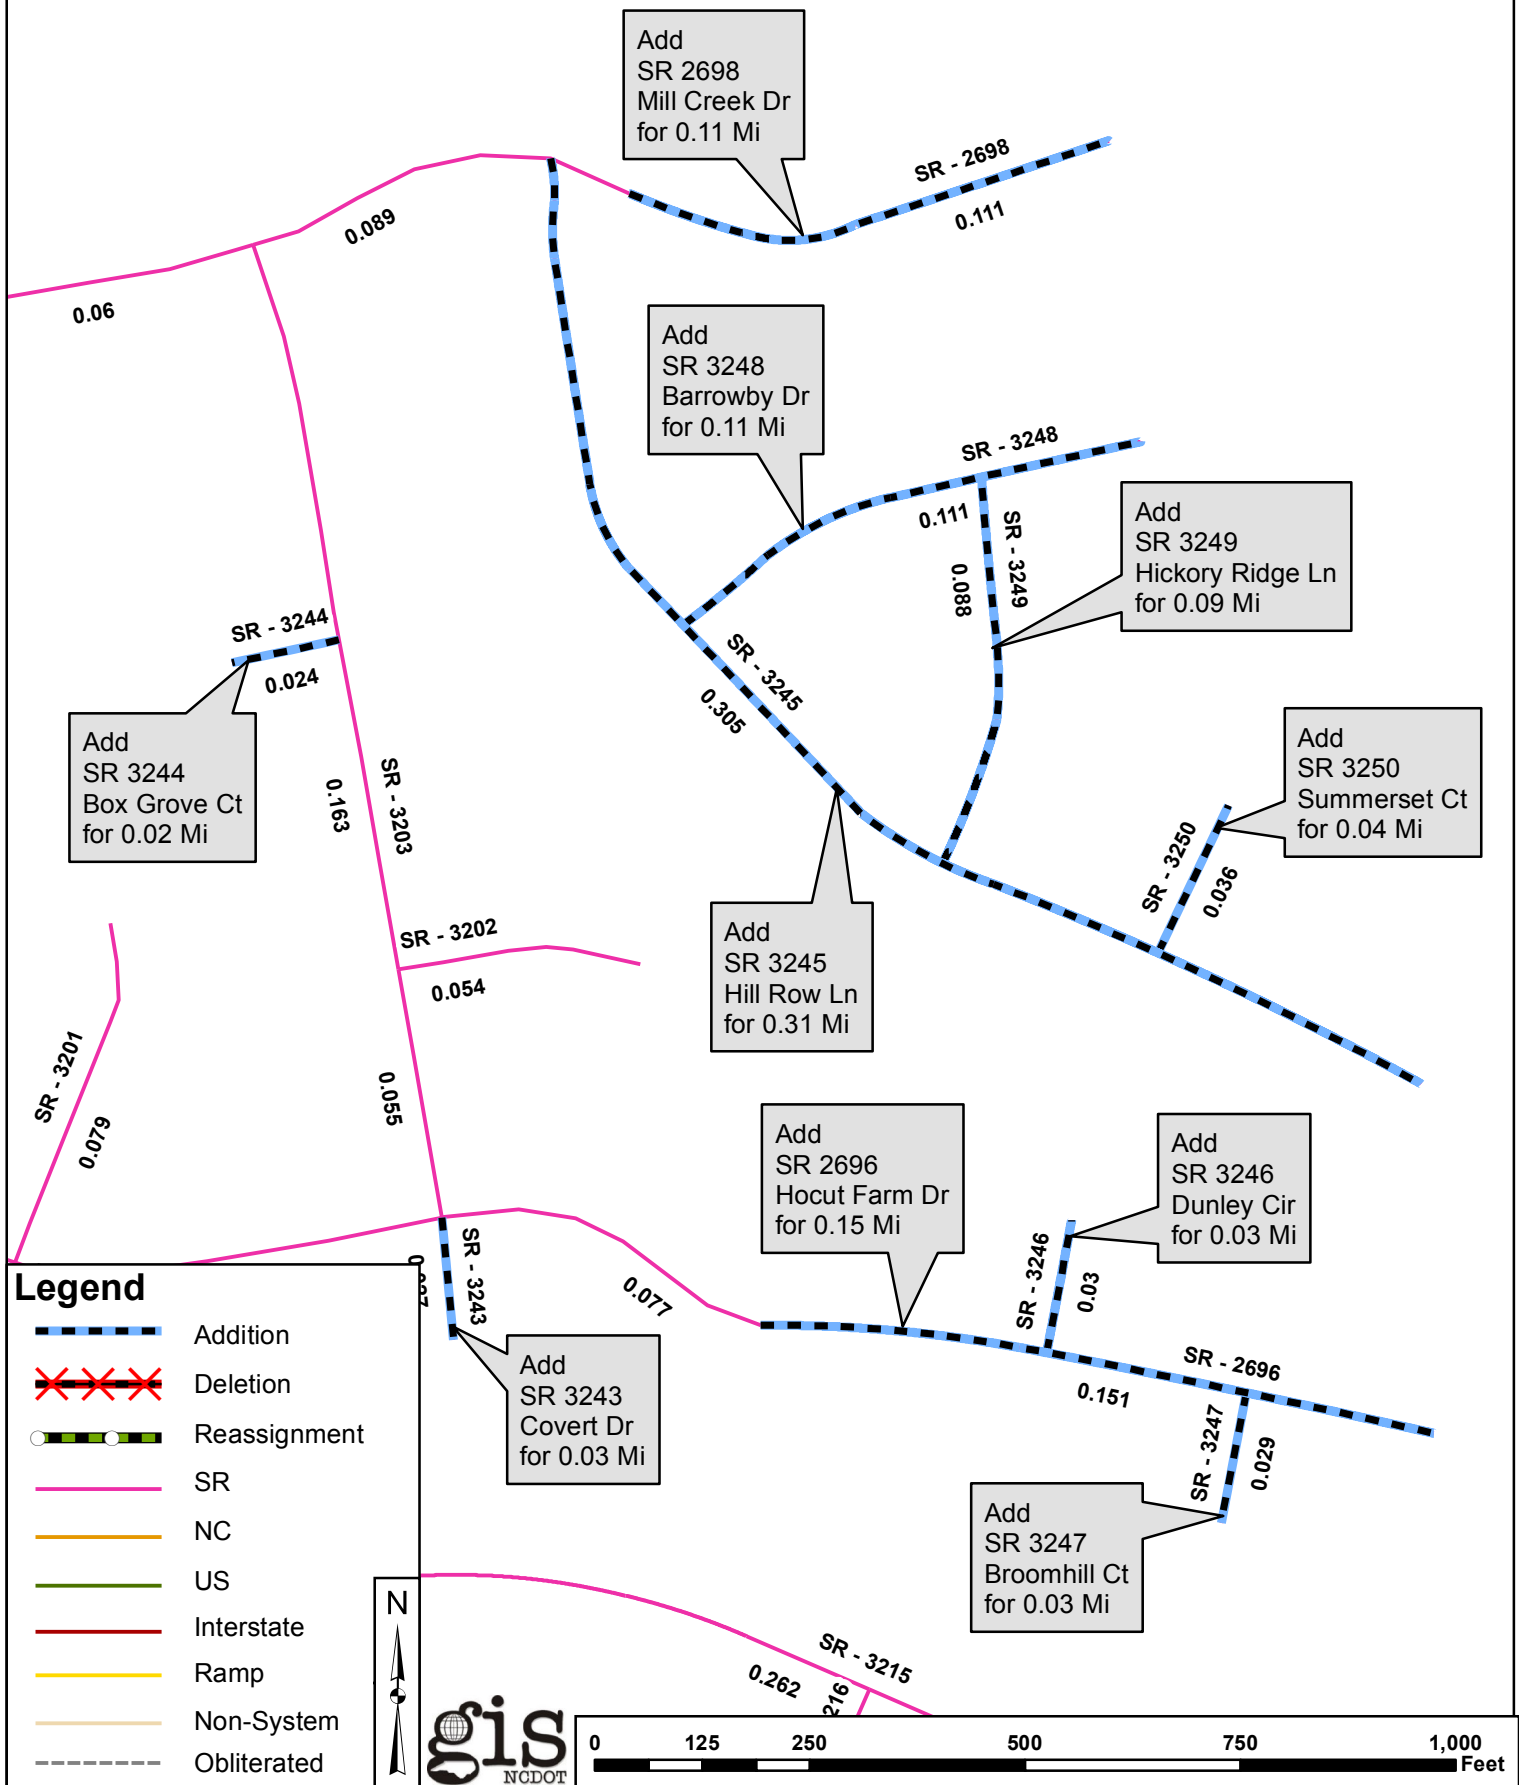 Add
SR 2698
Mill Creek Dr
for 0.11 Mi
SR - 2698
0.111
0.089
0.06
Add
SR 3248
Barrowby Dr
for 0.11 Mi
SR - 3248
0.111
Add
SR 3249
Hickory Ridge Ln
for 0.09 Mi
SR - 3249
0.088
SR - 3244
0.024
Add
SR 3244
Box Grove Ct
for 0.02 Mi
SR - 3245
0.305
SR - 3203
0.163
Add
SR 3250
Summerset Ct
for 0.04 Mi
SR - 3250
0.036
Add
SR 3245
Hill Row Ln
for 0.31 Mi
SR - 3202
0.054
SR - 3201
0.079
0.055
Add
SR 2696
Hocut Farm Dr
for 0.15 Mi
Add
SR 3246
Dunley Cir
for 0.03 Mi
SR - 3246
0.03
SR - 3243
0.077
SR - 2696
0.151
Add
SR 3243
Covert Dr
for 0.03 Mi
SR - 3247
0.029
Add
SR 3247
Broomhill Ct
for 0.03 Mi
Legend
Addition
Deletion
Reassignment
SR
NC
US
Interstate
Ramp
Non-System
Obliterated
N
SR - 3215
0.262
216
gis
NCDOT
0 125 250 500 750 1,000
Feet